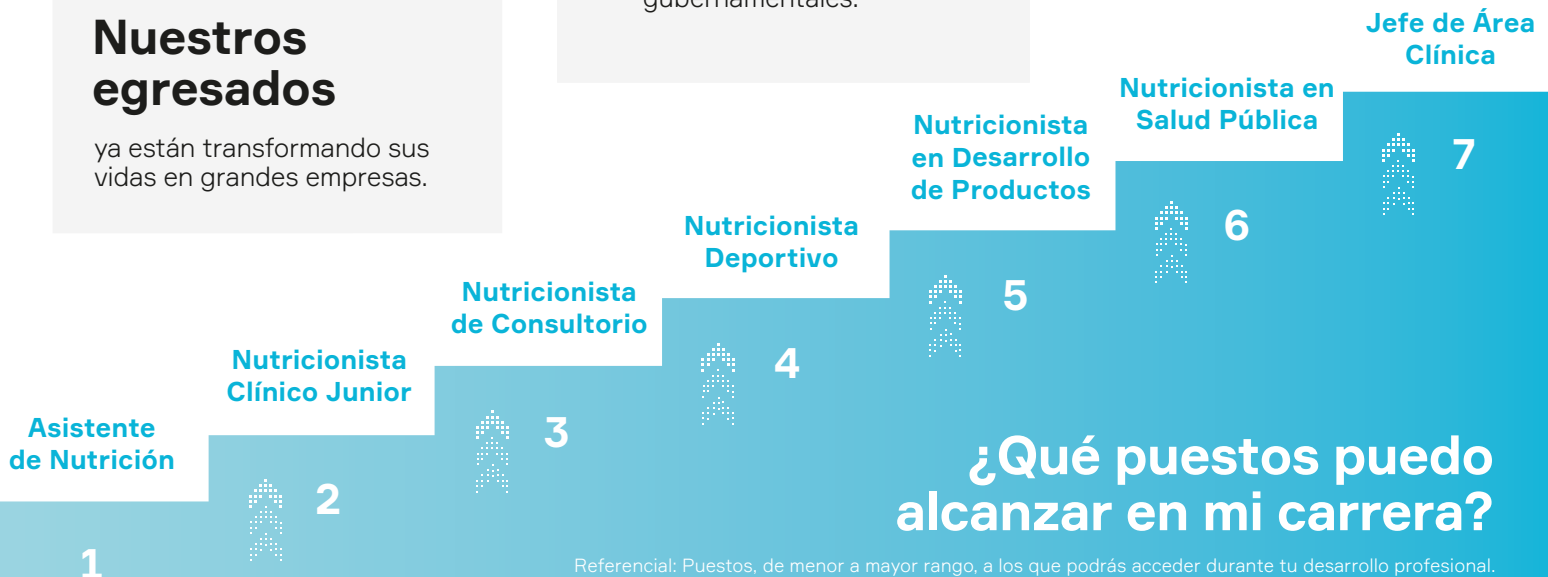 gubernamentales.
Nuestros
egresados
ya están transformando sus
vidas en grandes empresas.
Jefe de Área
Clínica
7
Nutricionista en
Salud Pública
6
Nutricionista
en Desarrollo
de Productos
5
Nutricionista
Deportivo
4
Nutricionista
de Consultorio
3
Nutricionista
Clínico Junior
2
Asistente
de Nutrición
1
¿Qué puestos puedo
alcanzar en mi carrera?
Referencial: Puestos, de menor a mayor rango, a los que podrás acceder durante tu desarrollo profesional.